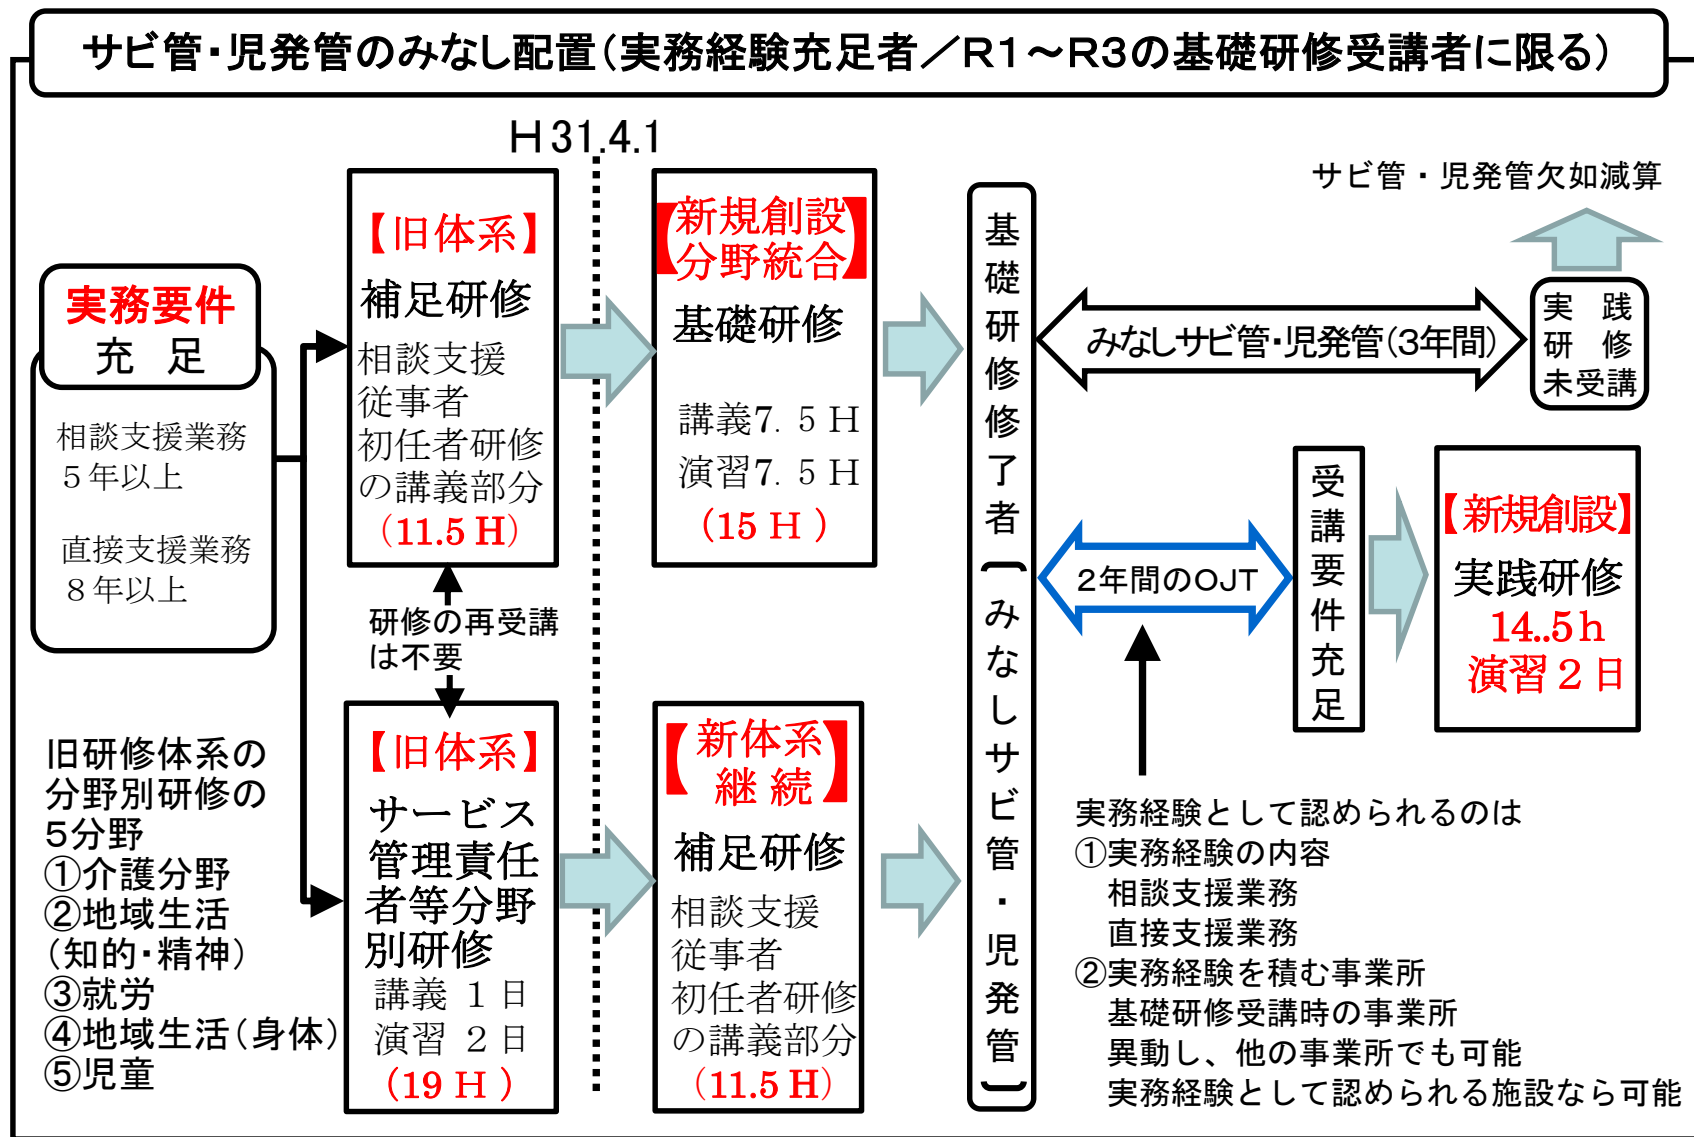 サビ管・児発管のみなし配置（実務経験充足者／R1～R3の基礎研修受講者に限る）
H31.4.1
サビ管・児発管欠如減算
実務要件
充　足
相談支援業務
５年以上
直接支援業務
８年以上
【旧体系】
補足研修
相談支援
従事者
初任者研修
の講義部分
（11.5 H）
研修の再受講
は不要
【旧体系】
サービス
管理責任
者等分野
別研修
講義 １日
演習 ２日
（19 H ）
旧研修体系の
分野別研修の
5分野
①介護分野
②地域生活
（知的・精神）
③就労
④地域生活（身体）
⑤児童
【新規創設
分野統合】
基礎研修
講義7. 5 H
演習7. 5 H
（15 H ）
【新体系
継 続】
補足研修
相談支援
従事者
初任者研修
の講義部分
（11.5 H）
基礎研修修了者（みなしサビ管・児発管）
みなしサビ管・児発管（3年間）
実　践
研　修
未受講
2年間のOJT
受講要件充足
【新規創設】
実践研修
14..5ｈ
演習２日
実務経験として認められるのは
①実務経験の内容
相談支援業務
直接支援業務
②実務経験を積む事業所
基礎研修受講時の事業所
異動し、他の事業所でも可能
実務経験として認められる施設なら可能